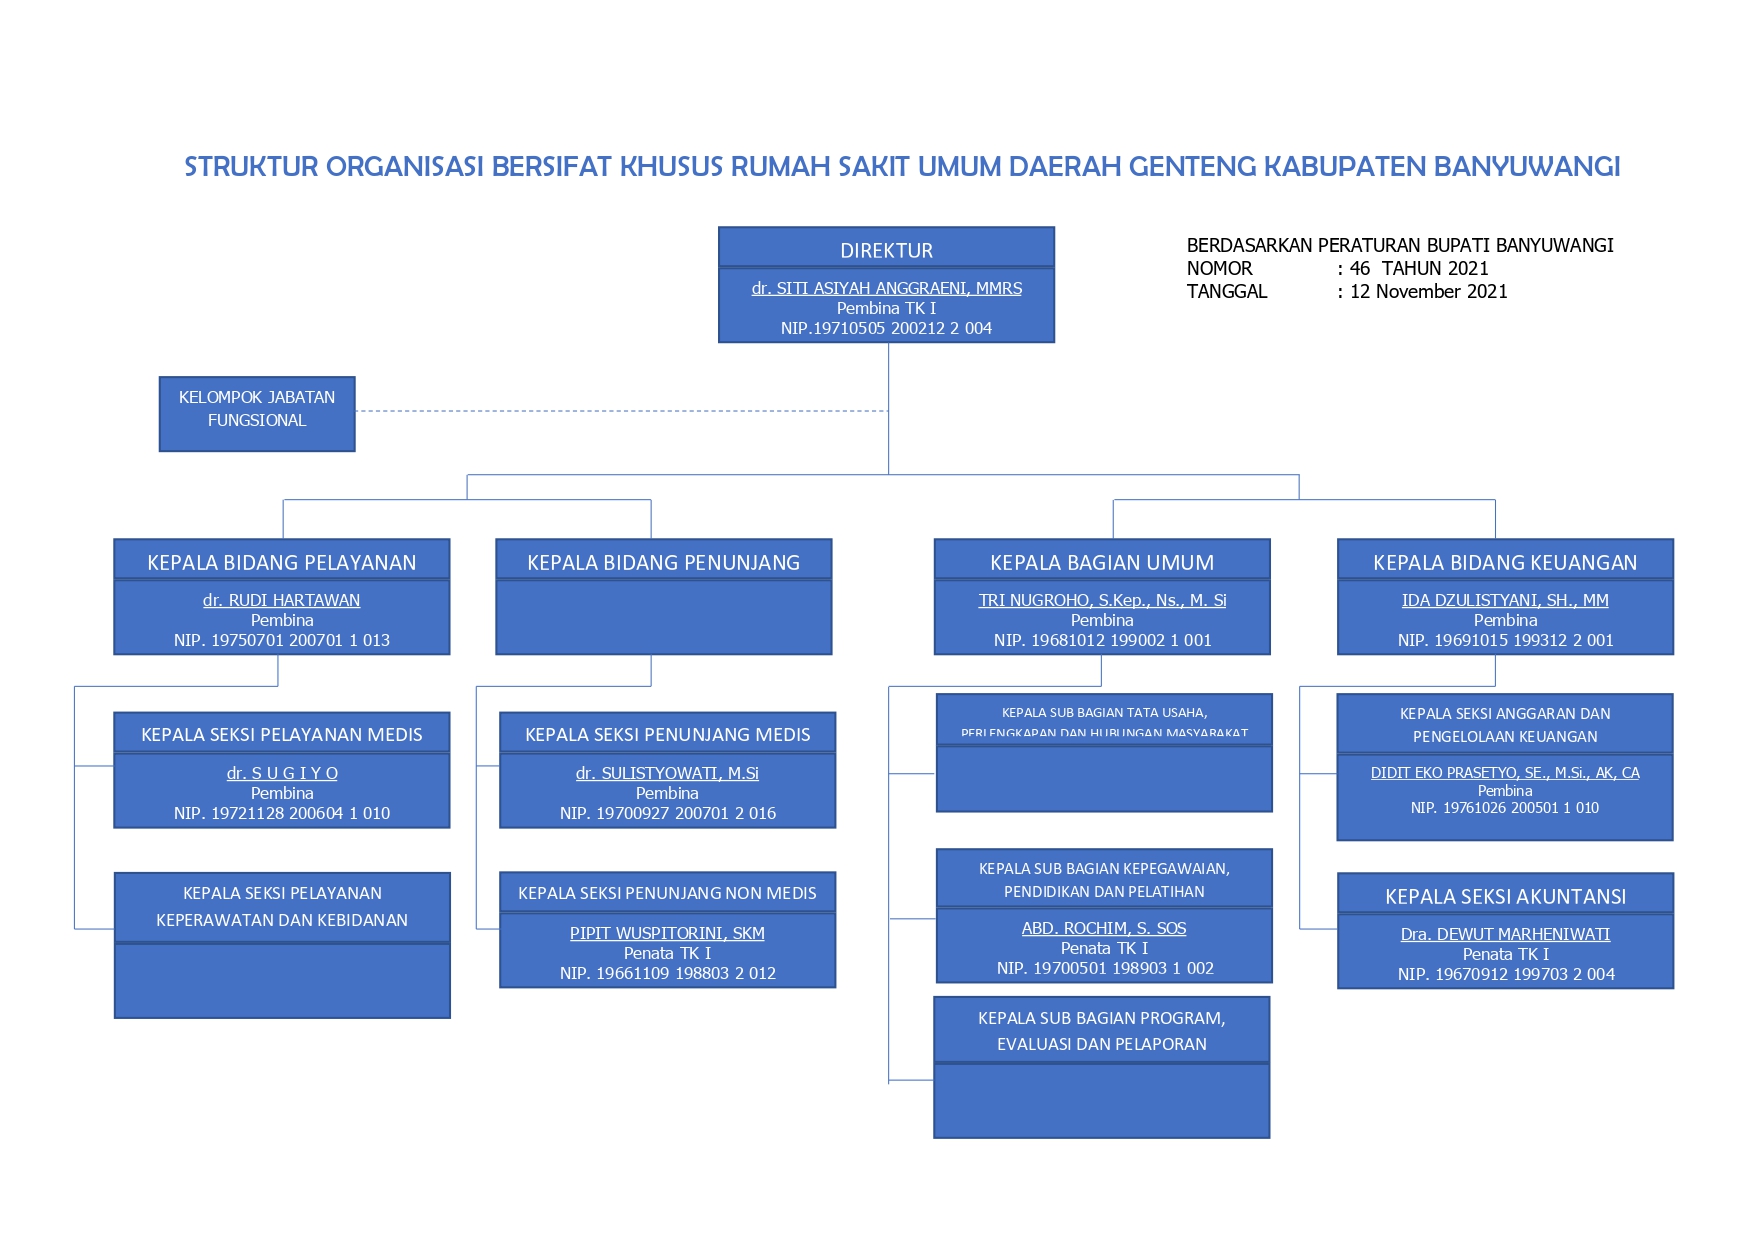 STRUKTUR ORGANISASI BERSIFAT KHUSUS RUMAH SAKIT UMUM DAERAH GENTENG KABUPATEN BANYUWANGI
DIREKTUR
dr. SITI ASIYAH ANGGRAENI, MMRS
Pembina TK I
NIP.19710505 200212 2 004
BERDASARKAN PERATURAN BUPATI BANYUWANGI
NOMOR : 46 TAHUN 2021
TANGGAL : 12 November 2021
KELOMPOK JABATAN
FUNGSIONAL
KEPALA BIDANG PELAYANAN
dr. RUDI HARTAWAN
Pembina
NIP. 19750701 200701 1 013
KEPALA BIDANG PENUNJANG
KEPALA BAGIAN UMUM
TRI NUGROHO, S.Kep., Ns., M. Si
Pembina
NIP. 19681012 199002 1 001
KEPALA BIDANG KEUANGAN
IDA DZULISTYANI, SH., MM
Pembina
NIP. 19691015 199312 2 001
KEPALA SEKSI PELAYANAN MEDIS
dr. S U G I Y O
Pembina
NIP. 19721128 200604 1 010
KEPALA SEKSI PENUNJANG MEDIS
dr. SULISTYOWATI, M.Si
Pembina
NIP. 19700927 200701 2 016
KEPALA SUB BAGIAN TATA USAHA,
PERLENGKAPAN DAN HUBUNGAN MASYARAKAT
KEPALA SEKSI ANGGARAN DAN
PENGELOLAAN KEUANGAN
DIDIT EKO PRASETYO, SE., M.Si., AK, CA
Pembina
NIP. 19761026 200501 1 010
KEPALA SEKSI PELAYANAN
KEPERAWATAN DAN KEBIDANAN
KEPALA SEKSI PENUNJANG NON MEDIS
PIPIT WUSPITORINI, SKM
Penata TK I
NIP. 19661109 198803 2 012
KEPALA SUB BAGIAN KEPEGAWAIAN,
PENDIDIKAN DAN PELATIHAN
ABD. ROCHIM, S. SOS
Penata TK I
NIP. 19700501 198903 1 002
KEPALA SEKSI AKUNTANSI
Dra. DEWUT MARHENIWATI
Penata TK I
NIP. 19670912 199703 2 004
KEPALA SUB BAGIAN PROGRAM,
EVALUASI DAN PELAPORAN